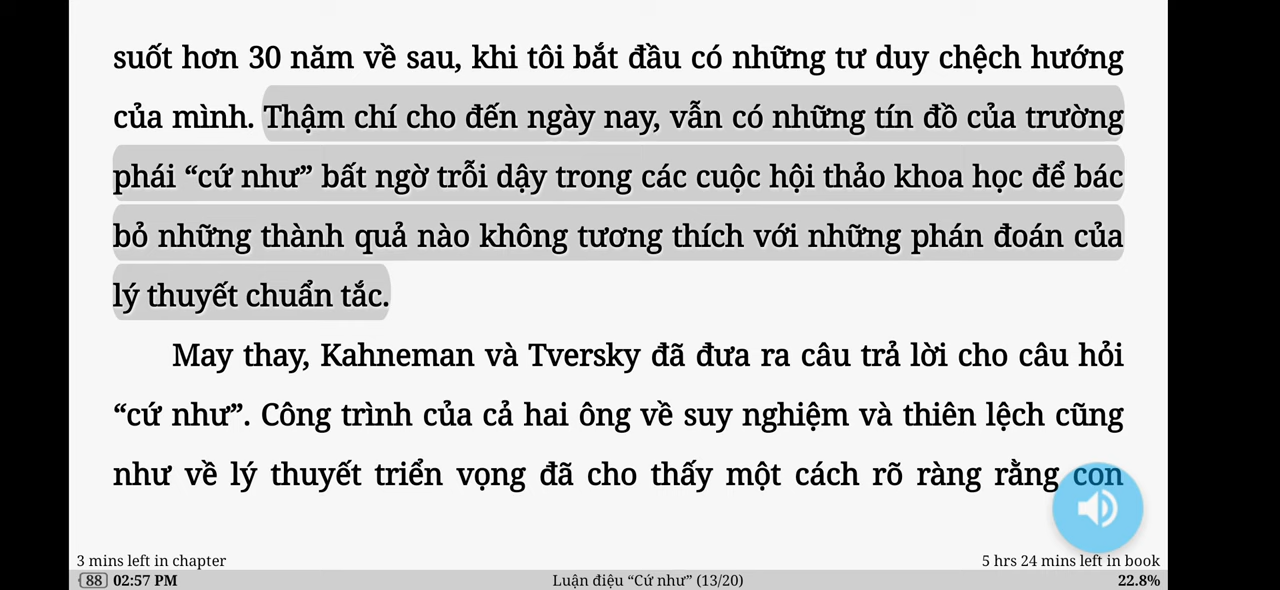 suốt hơn 30 năm về sau, khi tôi bắt đầu có những tư duy chệch hướng
của mình. Thậm chí cho đến ngày nay, vẫn có những tín đồ của trường
phái “cứ như” bất ngờ trỗi dậy trong các cuộc hội thảo khoa học để bác
bỏ những thành quả nào không tương thích với những phán đoán của
lý thuyết chuẩn tắc.
May thay, Kahneman và Tversky đã đưa ra câu trả lời cho câu hỏi
“cứ như”. Công trình của cả hai ông về suy nghiệm và thiên lệch cũng
như về lý thuyết triển vọng đã cho thấy một cách rõ ràng rằng con
3 mins left in chapter 5 hrs 24 mins left in book
88 02:57 PM Luận điệu “Cứ như” (13/20) 22.8%